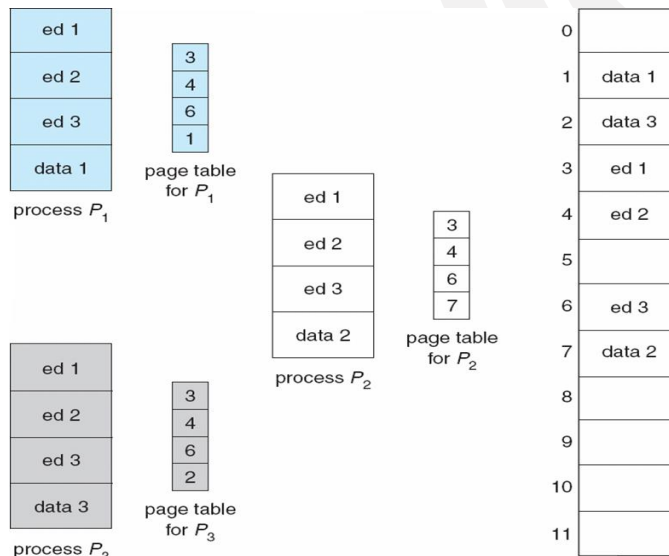 ed 1
ed 2
ed 3
data 1
process P1
3
4
6
1
page table
for P1
ed 1
ed 2
ed 3
data 2
process P2
3
4
6
7
page table
for P2
ed 1
ed 2
ed 3
data 3
process P3
3
4
6
2
page table
for P3
0
1 data 1
2 data 3
3 ed 1
4 ed 2
5
6 ed 3
7 data 2
8
9
10
11